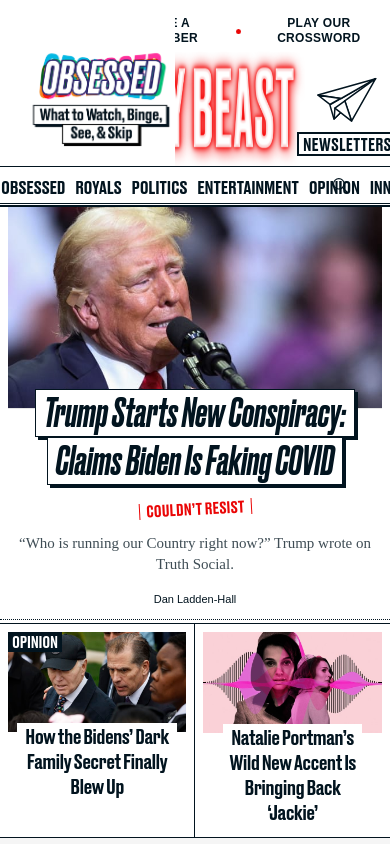 E A
PLAY OUR
BER
CROSSWORD
OBSESSED
What to Watch, Binge,
See, & Skip
Y BEAST
NEWSLETTERS
OBSESSED ROYALS POLITICS ENTERTAINMENT OPINION INN
Trump Starts New Conspiracy:
Claims Biden Is Faking COVID
COULDN'T RESIST
“Who is running our Country right now?” Trump wrote on
Truth Social.
Dan Ladden-Hall
OPINION
How the Bidens’ Dark
Family Secret Finally
Blew Up
Natalie Portman’s
Wild New Accent Is
Bringing Back
‘Jackie’